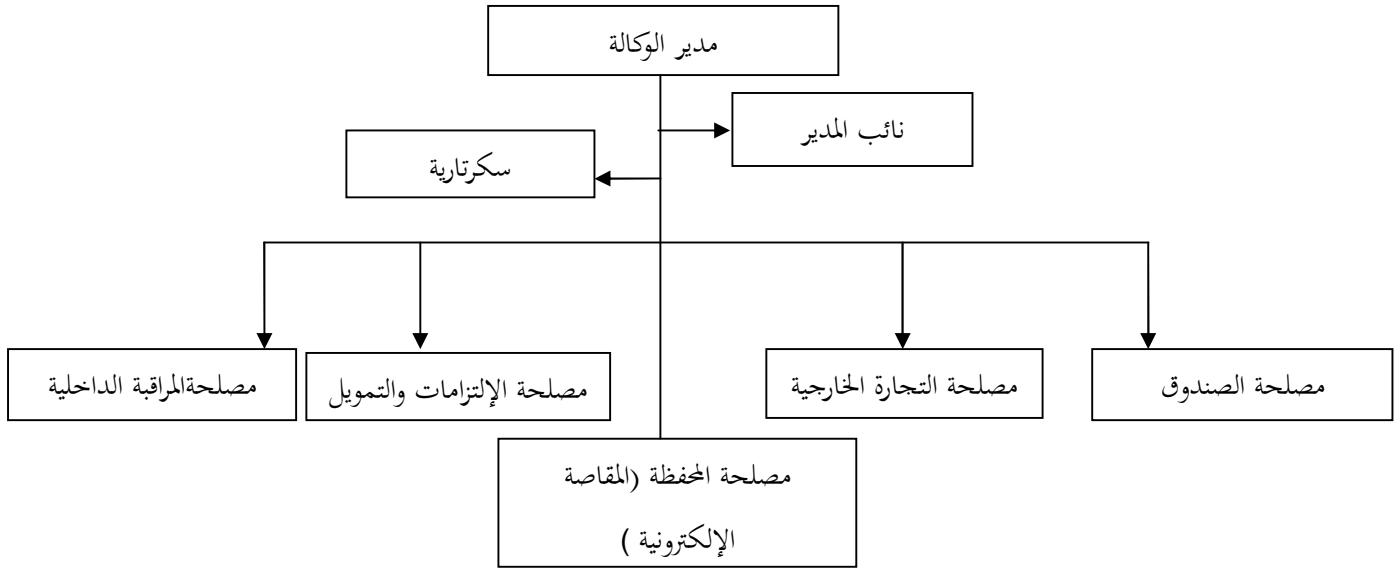 مدير الوكالة
نائب المدير
سكرتارية
مصلحة الصندوق
مصلحة التجارة الخارجية
مصلحة الإلتزامات والتمويل
مصلحةالمراقبة الداخلية
مصلحة المحفظة (المقاصة
الإلكترونية )